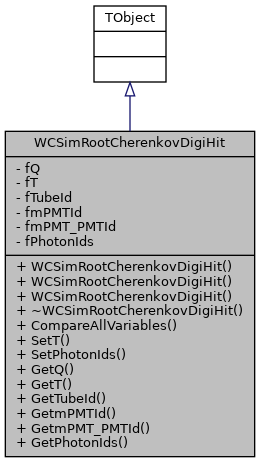 TObject
WCSimRootCherenkovDigiHit
- fQ
- fT
- fTubeId
- fmPMTId
- fmPMT_PMTId
- fPhotonIds
+ WCSimRootCherenkovDigiHit()
+ WCSimRootCherenkovDigiHit()
+ WCSimRootCherenkovDigiHit()
+ ~WCSimRootCherenkovDigiHit()
+ CompareAllVariables()
+ SetT()
+ SetPhotonIds()
+ GetQ()
+ GetT()
+ GetTubeId()
+ GetmPMTId()
+ GetmPMT_PMTId()
+ GetPhotonIds()